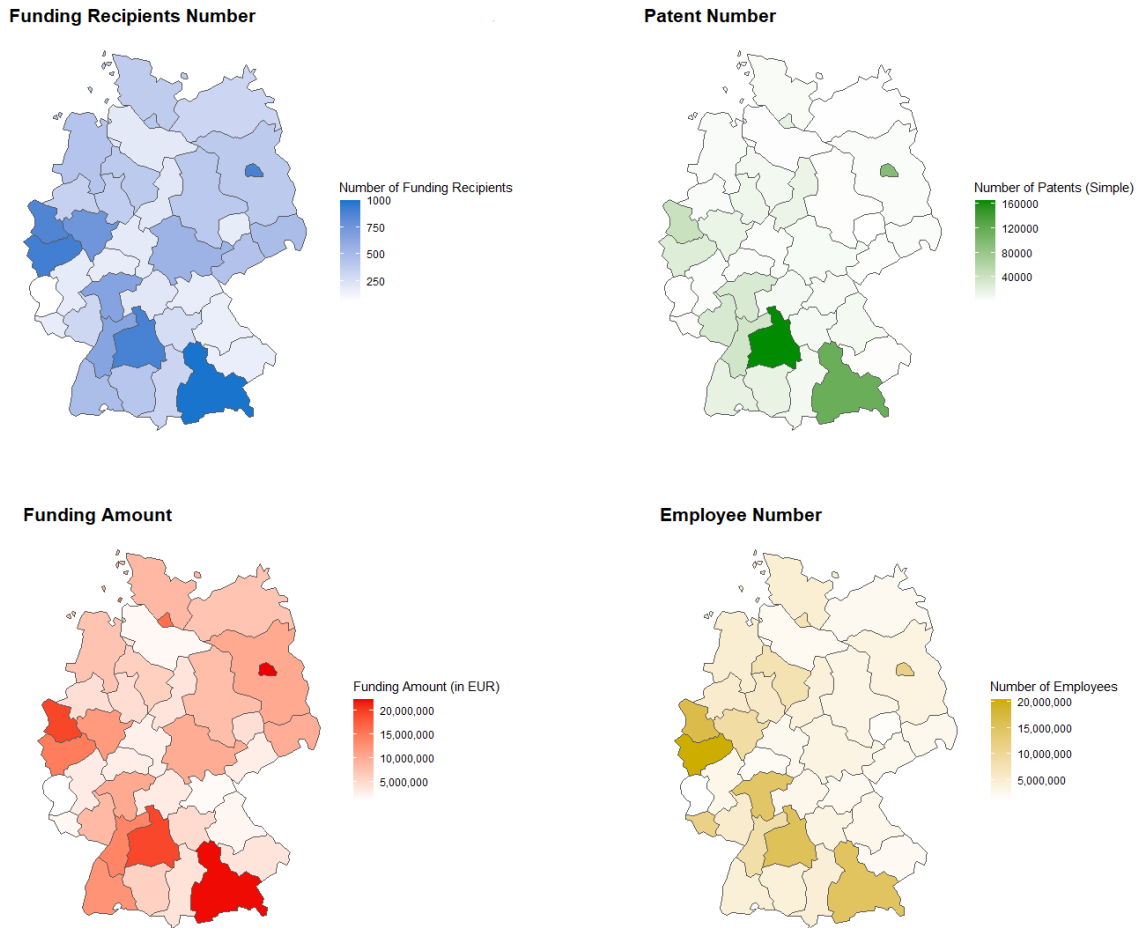 Funding Recipients Number
Patent Number
Number of Funding Recipients
1000
750
500
250
Number of Patents (Simple)
160000
120000
80000
40000
Funding Amount
Employee Number
Funding Amount (in EUR)
20,000,000
15,000,000
10,000,000
5,000,000
Number of Employees
20,000,000
15,000,000
10,000,000
5,000,000